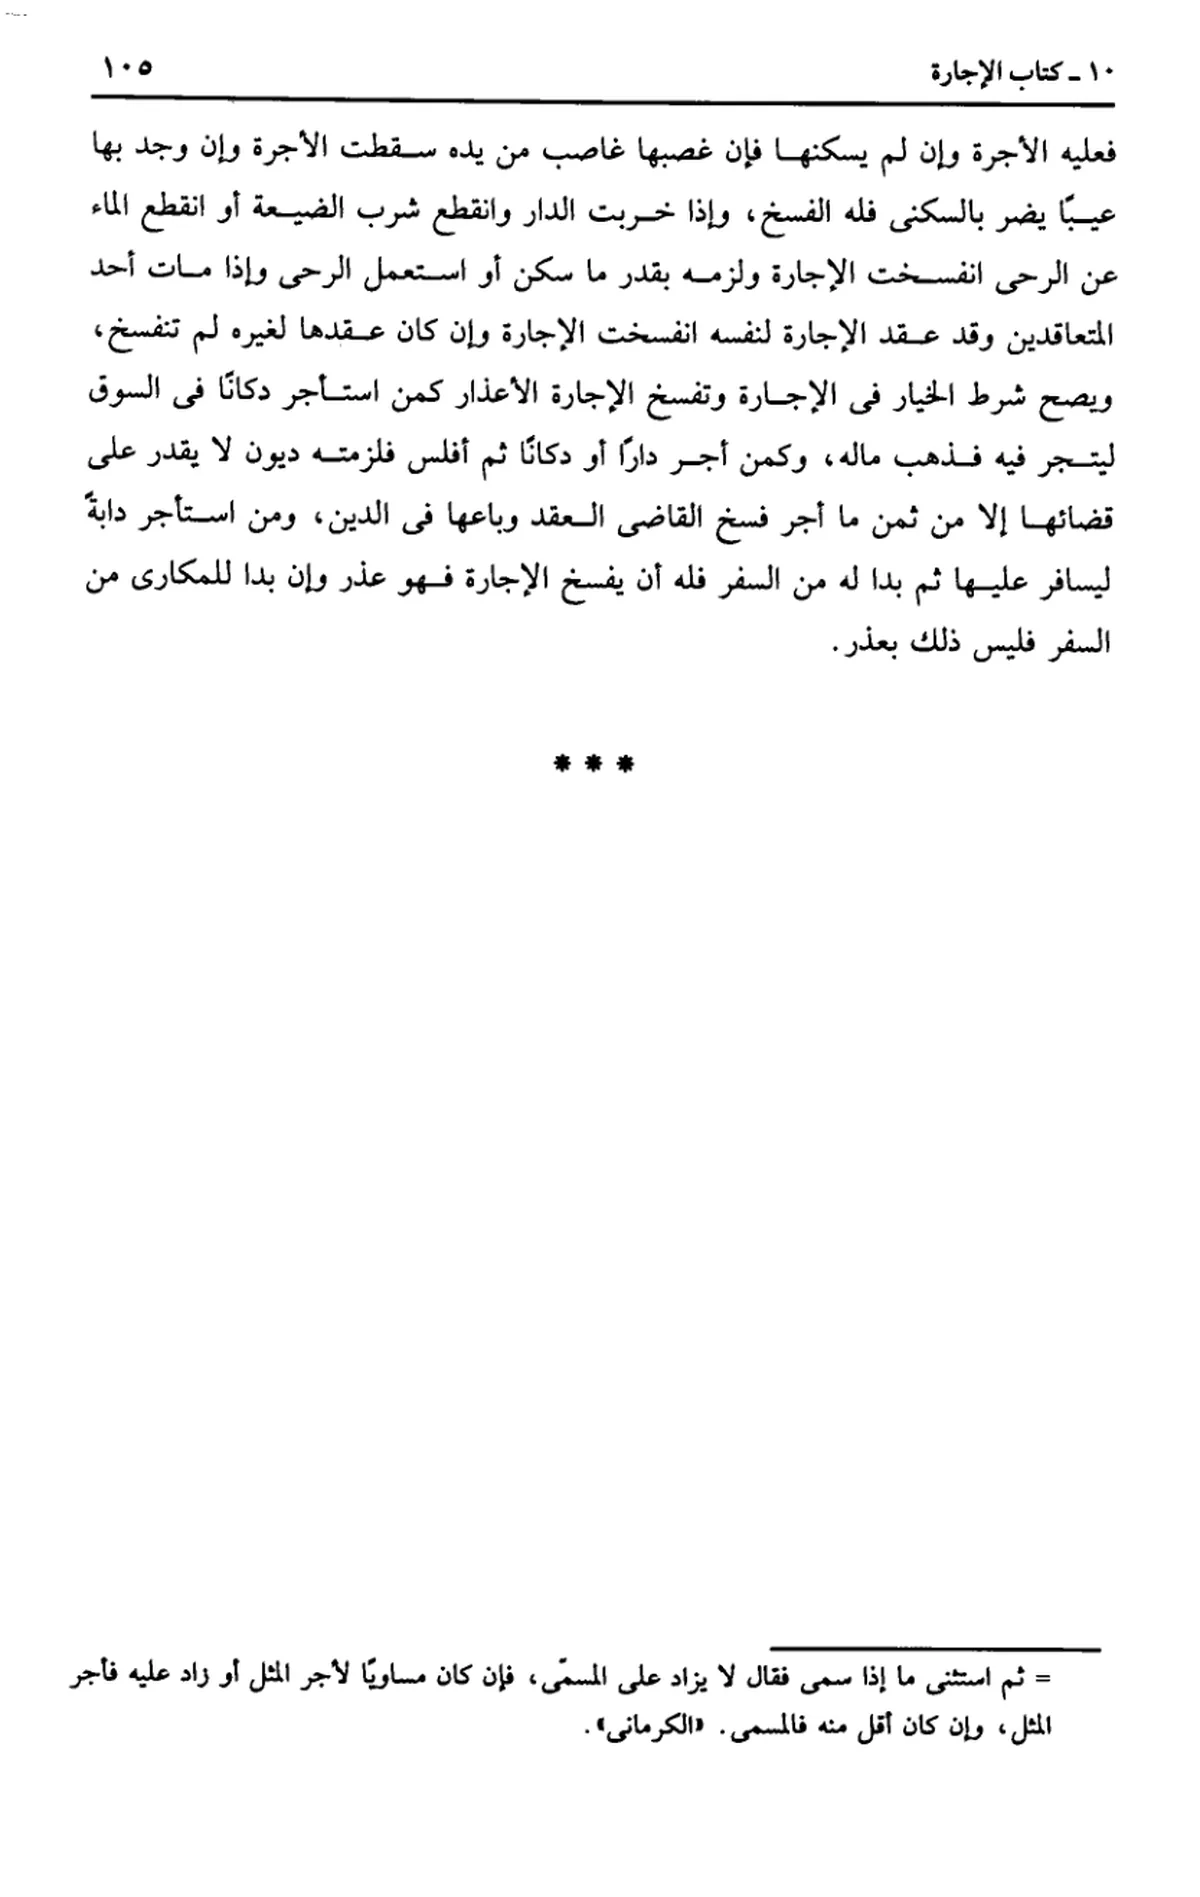 ١٠ ـ كتاب الإجارة
١٠٥
فعليه الأجرة وإن لم يسكنها فإن غصبها غاصب من يده سقطت الأجرة وإن وجد بها
عيبًا يضر بالسكنى فله الفسخ، وإذا خربت الدار وانقطع شرب الضيعة أو انقطع الماء
عن الرحى انفسخت الإجارة ولزمه بقدر ما سكن أو استعمل الرحى وإذا مات أحد
المتعاقدين وقد عقد الإجارة لنفسه انفسخت الإجارة وإن كان عقدها لغيره لم تنفسخ،
ويصح شرط الخيار فى الإجارة وتفسخ الإجارة الأعذار كمن استأجر دكانًا فى السوق
ليتجر فيه فذهب ماله، وكمن أجر دارًا أو دكانًا ثم أفلس فلزمته ديون لا يقدر على
قضائها إلا من ثمن ما أجر فسخ القاضى العقد وباعها فى الدين، ومن استأجر دابةً
ليسافر عليها ثم بدا له من السفر فله أن يفسخ الإجارة فهو عذر وإن بدا للمكارى من
السفر فليس ذلك بعذر.
* * *
= ثم استثنى ما إذا سمى فقال لا يزاد على المسمّى، فإن كان مساويًا لأجر المثل أو زاد عليه فأجر
المثل، وإن كان أقل منه فالمسمى. «الكرمانى».